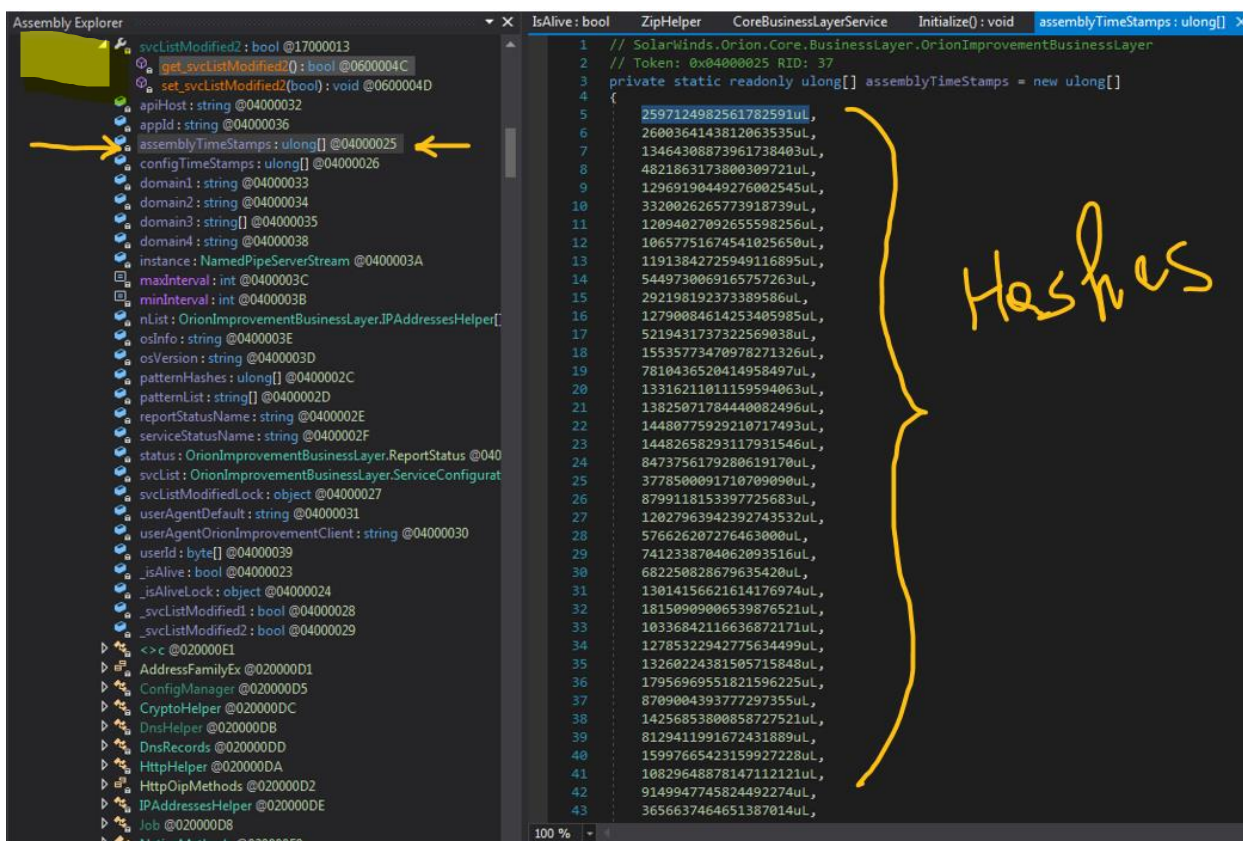 Assembly Explorer
svcListModified2 : bool @17000013
get_svcListModified2() : bool @0600004C
set_svcListModified2(bool) : void @0600004D
apiHost : string @04000032
appId : string @04000036
assemblyTimeStamps : ulong[] @04000025
configTimeStamps : ulong[] @04000026
domain1 : string @04000033
domain2 : string @04000034
domain3 : string[] @04000035
domain4 : string @04000038
instance : NamedPipeServerStream @0400003A
maxInterval : int @0400003C
minInterval : int @0400003B
nList : OrionImprovementBusinessLayer.IPAddressesHelper[]
osInfo : string @0400003E
osVersion : string @0400003D
patternHashes : ulong[] @0400002C
patternList : string[] @0400002D
reportStatusName : string @0400002E
serviceStatusName : string @0400002F
status : OrionImprovementBusinessLayer.ReportStatus @040
svcList : OrionImprovementBusinessLayer.ServiceConfigurat
svcListModifiedLock : object @04000027
userAgentDefault : string @04000031
userAgentOrionImprovementClient : string @04000030
userId : byte[] @04000039
_isAlive : bool @04000023
_isAliveLock : object @04000024
_svcListModified1 : bool @04000028
_svcListModified2 : bool @04000029
<>c @020000E1
AddressFamilyEx @020000D1
ConfigManager @020000D5
CryptoHelper @020000DC
DnsHelper @020000DB
DnsRecords @020000DD
HttpHelper @020000DA
HttpOipMethods @020000D2
IPAddressesHelper @020000DE
Job @020000D8
IsAlive : bool ZipHelper CoreBusinessLayerService Initialize() : void assemblyTimeStamps : ulong[] X
1 // SolarWinds.Orion.Core.BusinessLayer.OrionImprovementBusinessLayer
2 // Token: 0x04000025 RID: 37
3 private static readonly ulong[] assemblyTimeStamps = new ulong[]
4 {
5 2597124982561782591uL,
6 2600364143812063535uL,
7 13464308873961738403uL,
8 4821863173800309721uL,
9 12969190449276002545uL,
10 3320026265773918739uL,
11 12094027092655598256uL,
12 10657751674541025650uL,
13 11913842725949116895uL,
14 5449730069165757263uL,
15 292198192373389586uL,
16 12790084614253405985uL,
17 5219431737322569038uL,
18 15535773470978271326uL,
19 7810436520414958497uL,
20 13316211011159594063uL,
21 13825071784440082496uL,
22 14480775929210717493uL,
23 14482658293117931546uL,
24 8473756179280619170uL,
25 3778500091710709090uL,
26 8799118153397725683uL,
27 12027963942392743532uL,
28 576626207276463000uL,
29 7412338704062093516uL,
30 682250828679635420uL,
31 13014156621614176974uL,
32 18150909006539876521uL,
33 10336842116636872171uL,
34 12785322942775634499uL,
35 13260224381505715848uL,
36 17956969551821596225uL,
37 8709004393777297355uL,
38 14256853800858727521uL,
39 8129411991672431889uL,
40 15997665423159927228uL,
41 10829648878147112121uL,
42 9149947745824492274uL,
43 3656637464651387014uL,
Hashes
100 %